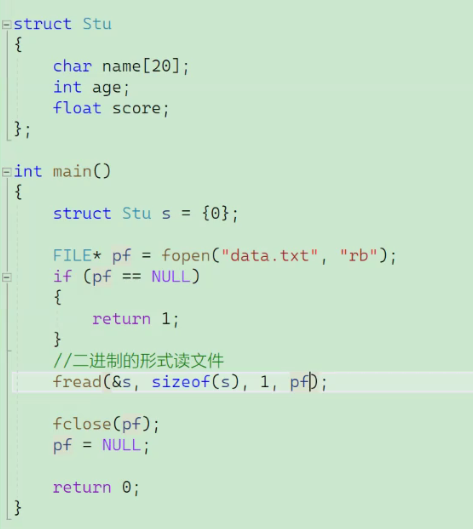 struct Stu
{
    char name[20];
    int age;
    float score;
};
int main()
{
    struct Stu s = {0};
    FILE* pf = fopen("data.txt", "rb");
    if (pf == NULL)
    {
        return 1;
    }
    //二进制的形式读文件
    fread(&s, sizeof(s), 1, pf);
    fclose(pf);
    pf = NULL;
    return 0;
}